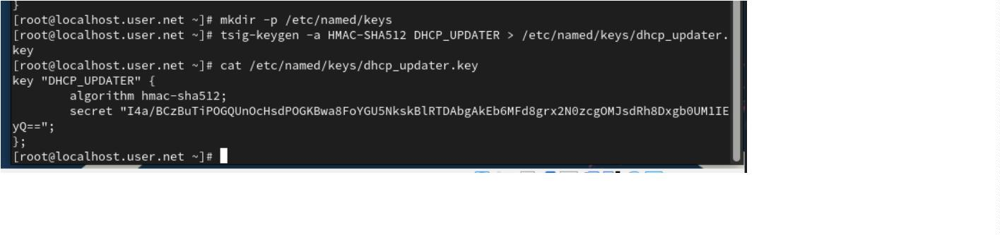 }
[root@localhost.user.net ~]# mkdir -p /etc/named/keys
[root@localhost.user.net ~]# tsig-keygen -a HMAC-SHA512 DHCP_UPDATER > /etc/named/keys/dhcp_updater.
key
[root@localhost.user.net ~]# cat /etc/named/keys/dhcp_updater.key
key "DHCP_UPDATER" {
        algorithm hmac-sha512;
        secret "I4a/BCzBuTiPOGQUnOcHsdPOGKBwa8FoYGU5NkskBlRTDAbgAkEb6MFd8grx2N0zcgOMJsdRh8Dxgb0UM1IE
yQ==";
};
[root@localhost.user.net ~]#